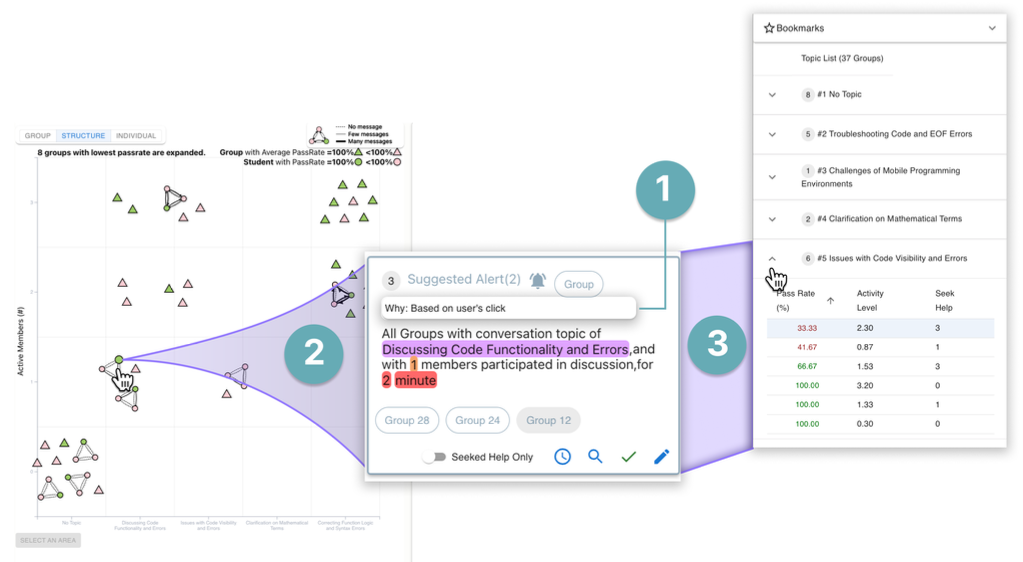 GROUP STRUCTURE INDIVIDUAL
No message
Few messages
Many messages
8 groups with lowest passrate are expanded.
Group with Average PassRate =100% <100%
Student with PassRate =100% <100%
Active Members (#)
3
2
1
0
No Topic
Discussing Code
Functionality and Errors
Issues with Code Visibility
and Errors
Clarification on Mathematical
Terms
Correcting Function Logic
and Syntax Errors
SELECT AN AREA
1
2
3
3 Suggested Alert(2) Group
Why: Based on user's click
All Groups with conversation topic of
Discussing Code Functionality and Errors,and
with 1 members participated in discussion,for
2 minute
Group 28 Group 24 Group 12
Seeked Help Only
Bookmarks
Topic List (37 Groups)
8 #1 No Topic
5 #2 Troubleshooting Code and EOF Errors
1 #3 Challenges of Mobile Programming
Environments
2 #4 Clarification on Mathematical Terms
6 #5 Issues with Code Visibility and Errors
Pass Rate Activity Seek
(%) Level Help
33.33 2.30 3
41.67 0.87 1
66.67 1.53 3
100.00 3.20 0
100.00 1.33 1
100.00 0.30 0